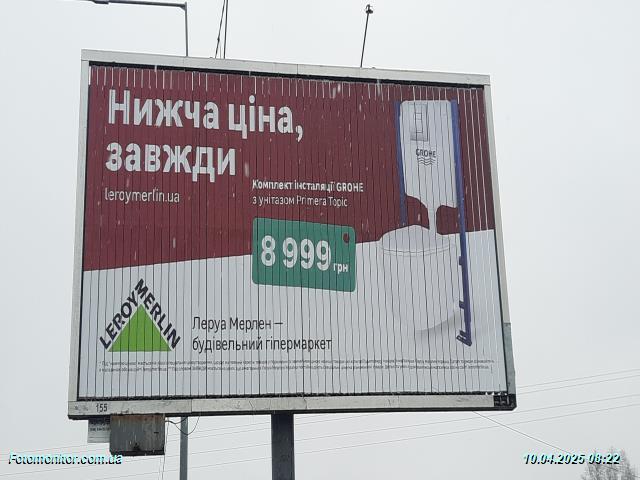 Нижча ціна,
завжди
leroymerlin.ua
GROHE
Комплект інсталяції GROHE
з унітазом Primera Topic
8 999 грн
LEROY MERLIN
Леруа Мерлен —
будівельний гіпермаркет
155
Fotomonitor.com.ua
10.04.2025 08:22